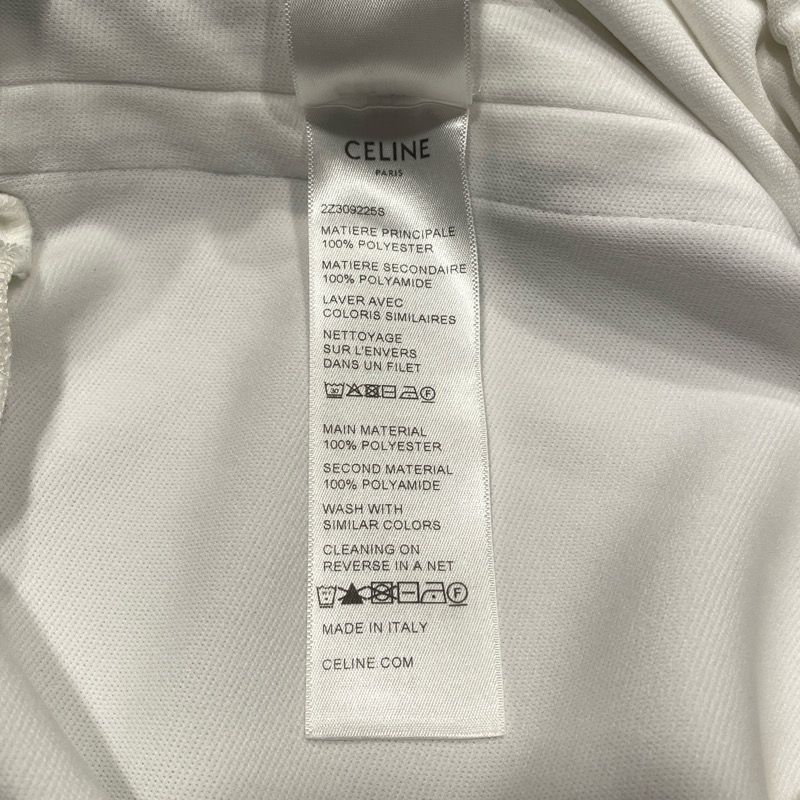 CELINE
PARIS
2Z309225S
MATIERE PRINCIPALE
100% POLYESTER
MATIERE SECONDAIRE
100% POLYAMIDE
LAVER AVEC
COLORIS SIMILAIRES
NETTOYAGE
SUR L'ENVERS
DANS UN FILET
30 F
MAIN MATERIAL
100% POLYESTER
SECOND MATERIAL
100% POLYAMIDE
WASH WITH
SIMILAR COLORS
CLEANING ON
REVERSE IN A NET
F
MADE IN ITALY
CELINE.COM